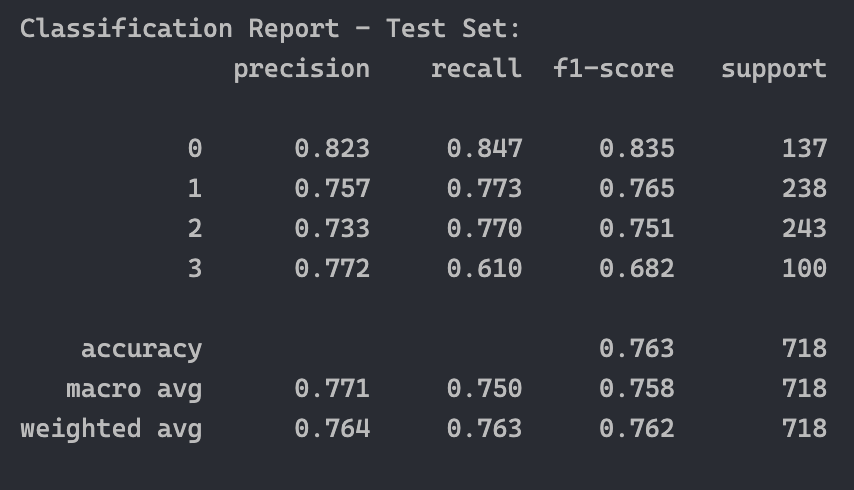 Classification Report - Test Set:
precision recall f1-score support
0 0.823 0.847 0.835 137
1 0.757 0.773 0.765 238
2 0.733 0.770 0.751 243
3 0.772 0.610 0.682 100
accuracy 0.763 718
macro avg 0.771 0.750 0.758 718
weighted avg 0.764 0.763 0.762 718